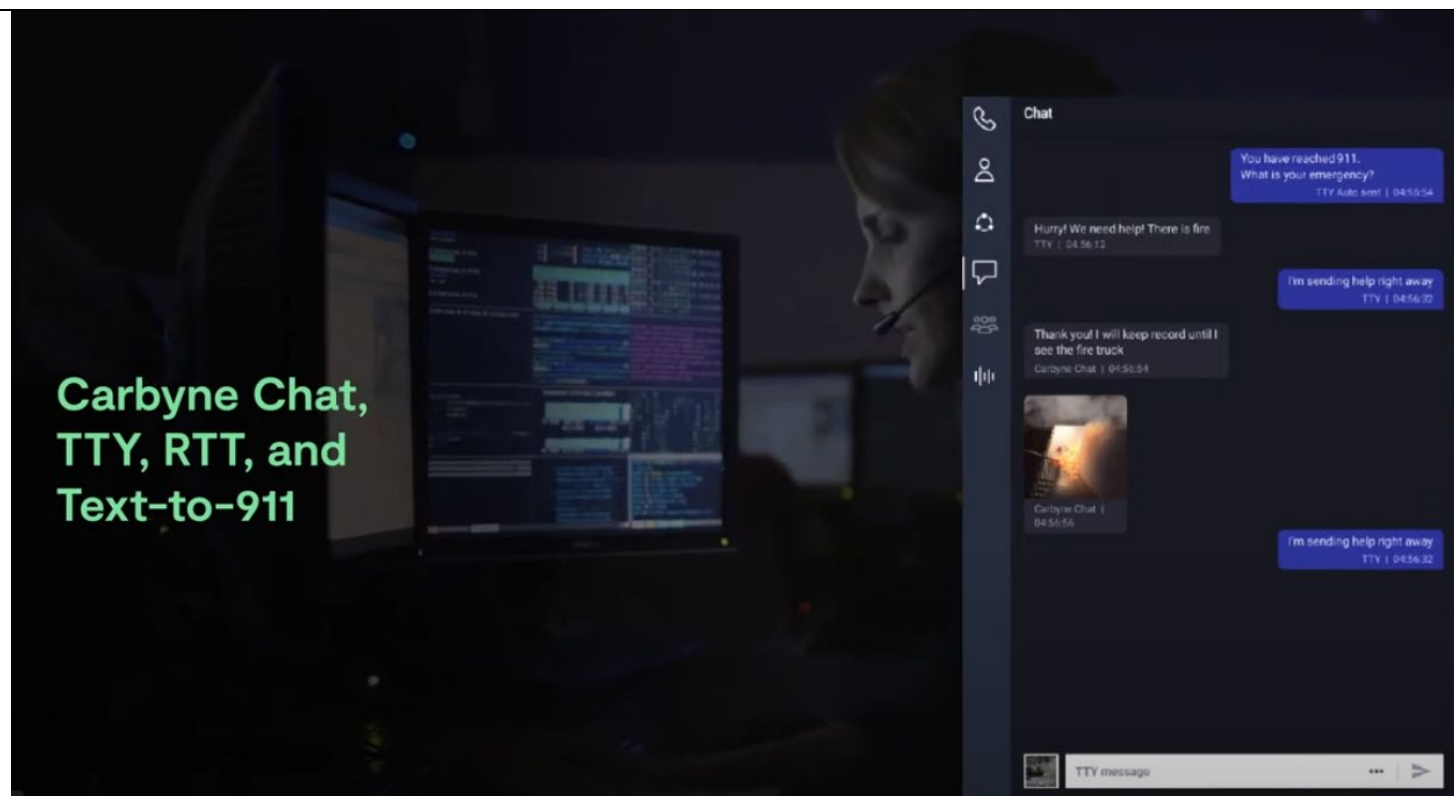 Carbyne Chat,
TTY, RTT, and
Text-to-911
Chat
You have reached 911.
What is your emergency?
TTY Auto sent | 04:56:54
Hurry! We need help! There is fire
TTY | 04:56:12
I'm sending help right away
TTY | 04:56:32
Thank you! I will keep record until I
see the fire truck
Carbyne Chat | 04:56:54
Carbyne Chat |
04:56:56
I'm sending help right away
TTY | 04:56:32
TTY message